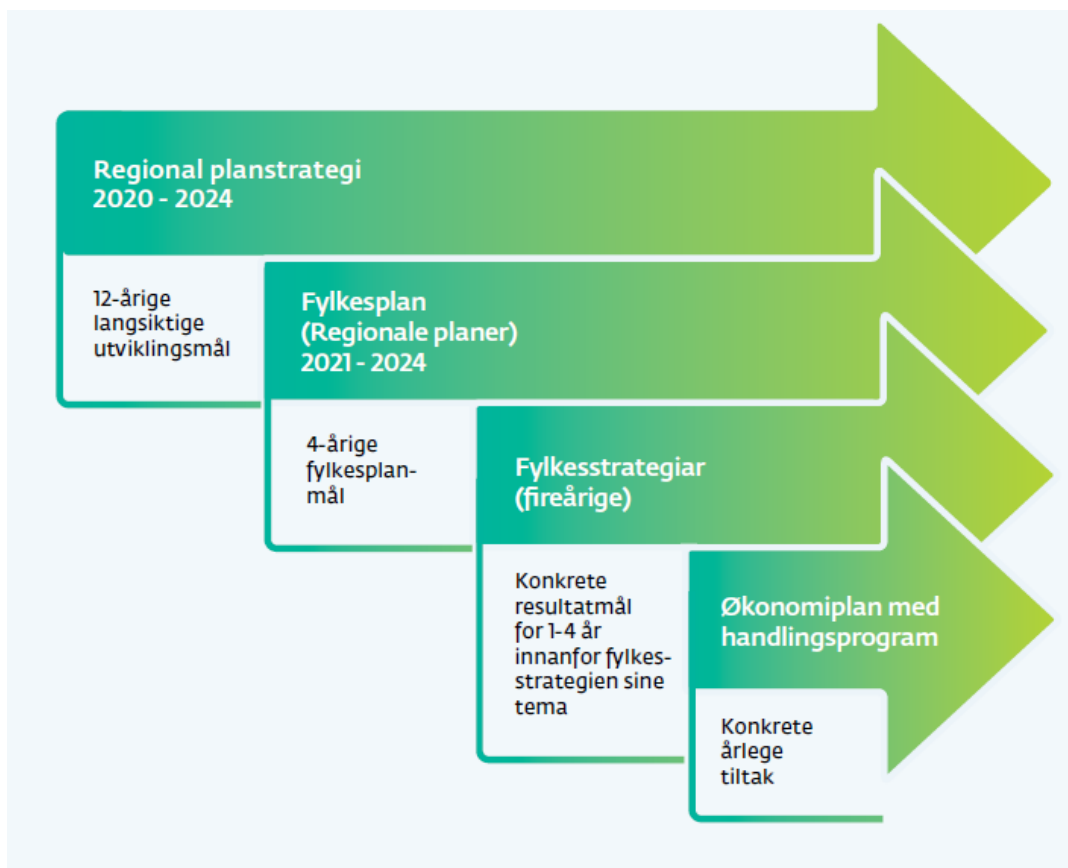 Regional planstrategi
2020 - 2024
12-årige
langsiktige
utviklingsmål
Fylkesplan
(Regionale planer)
2021 - 2024
4-årige
fylkesplan-
mål
Fylkesstrategiar
(fireårige)
Konkrete
resultatmål
for 1-4 år
innanfor fylkes-
strategien sine
tema
Økonomiplan med
handlingsprogram
Konkrete
årlege
tiltak